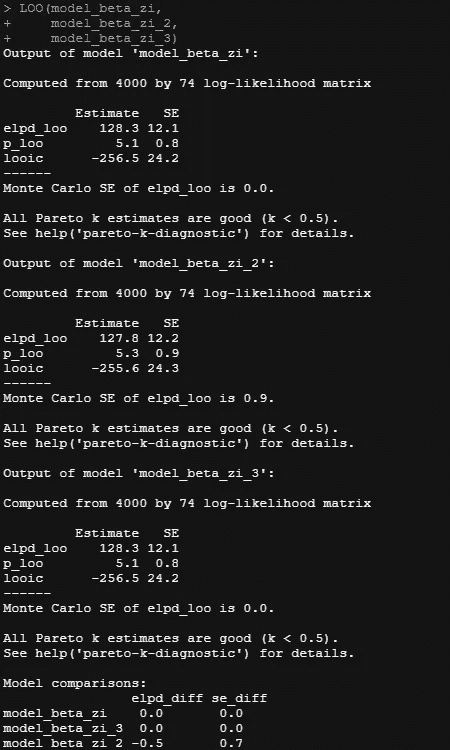 > LOO(model_beta_zi,
+     model_beta_zi_2,
+     model_beta_zi_3)
Output of model 'model_beta_zi':
Computed from 4000 by 74 log-likelihood matrix
         Estimate   SE
elpd_loo    128.3 12.1
p_loo         5.1  0.8
looic      -256.5 24.2
------
Monte Carlo SE of elpd_loo is 0.0.
All Pareto k estimates are good (k < 0.5).
See help('pareto-k-diagnostic') for details.
Output of model 'model_beta_zi_2':
Computed from 4000 by 74 log-likelihood matrix
         Estimate   SE
elpd_loo    127.8 12.2
p_loo         5.3  0.9
looic      -255.6 24.3
------
Monte Carlo SE of elpd_loo is 0.9.
All Pareto k estimates are good (k < 0.5).
See help('pareto-k-diagnostic') for details.
Output of model 'model_beta_zi_3':
Computed from 4000 by 74 log-likelihood matrix
         Estimate   SE
elpd_loo    128.3 12.1
p_loo         5.1  0.8
looic      -256.5 24.2
------
Monte Carlo SE of elpd_loo is 0.0.
All Pareto k estimates are good (k < 0.5).
See help('pareto-k-diagnostic') for details.
Model comparisons:
                elpd_diff se_diff
model_beta_zi    0.0       0.0
model_beta_zi_3  0.0       0.0
model_beta_zi_2 -0.5       0.7